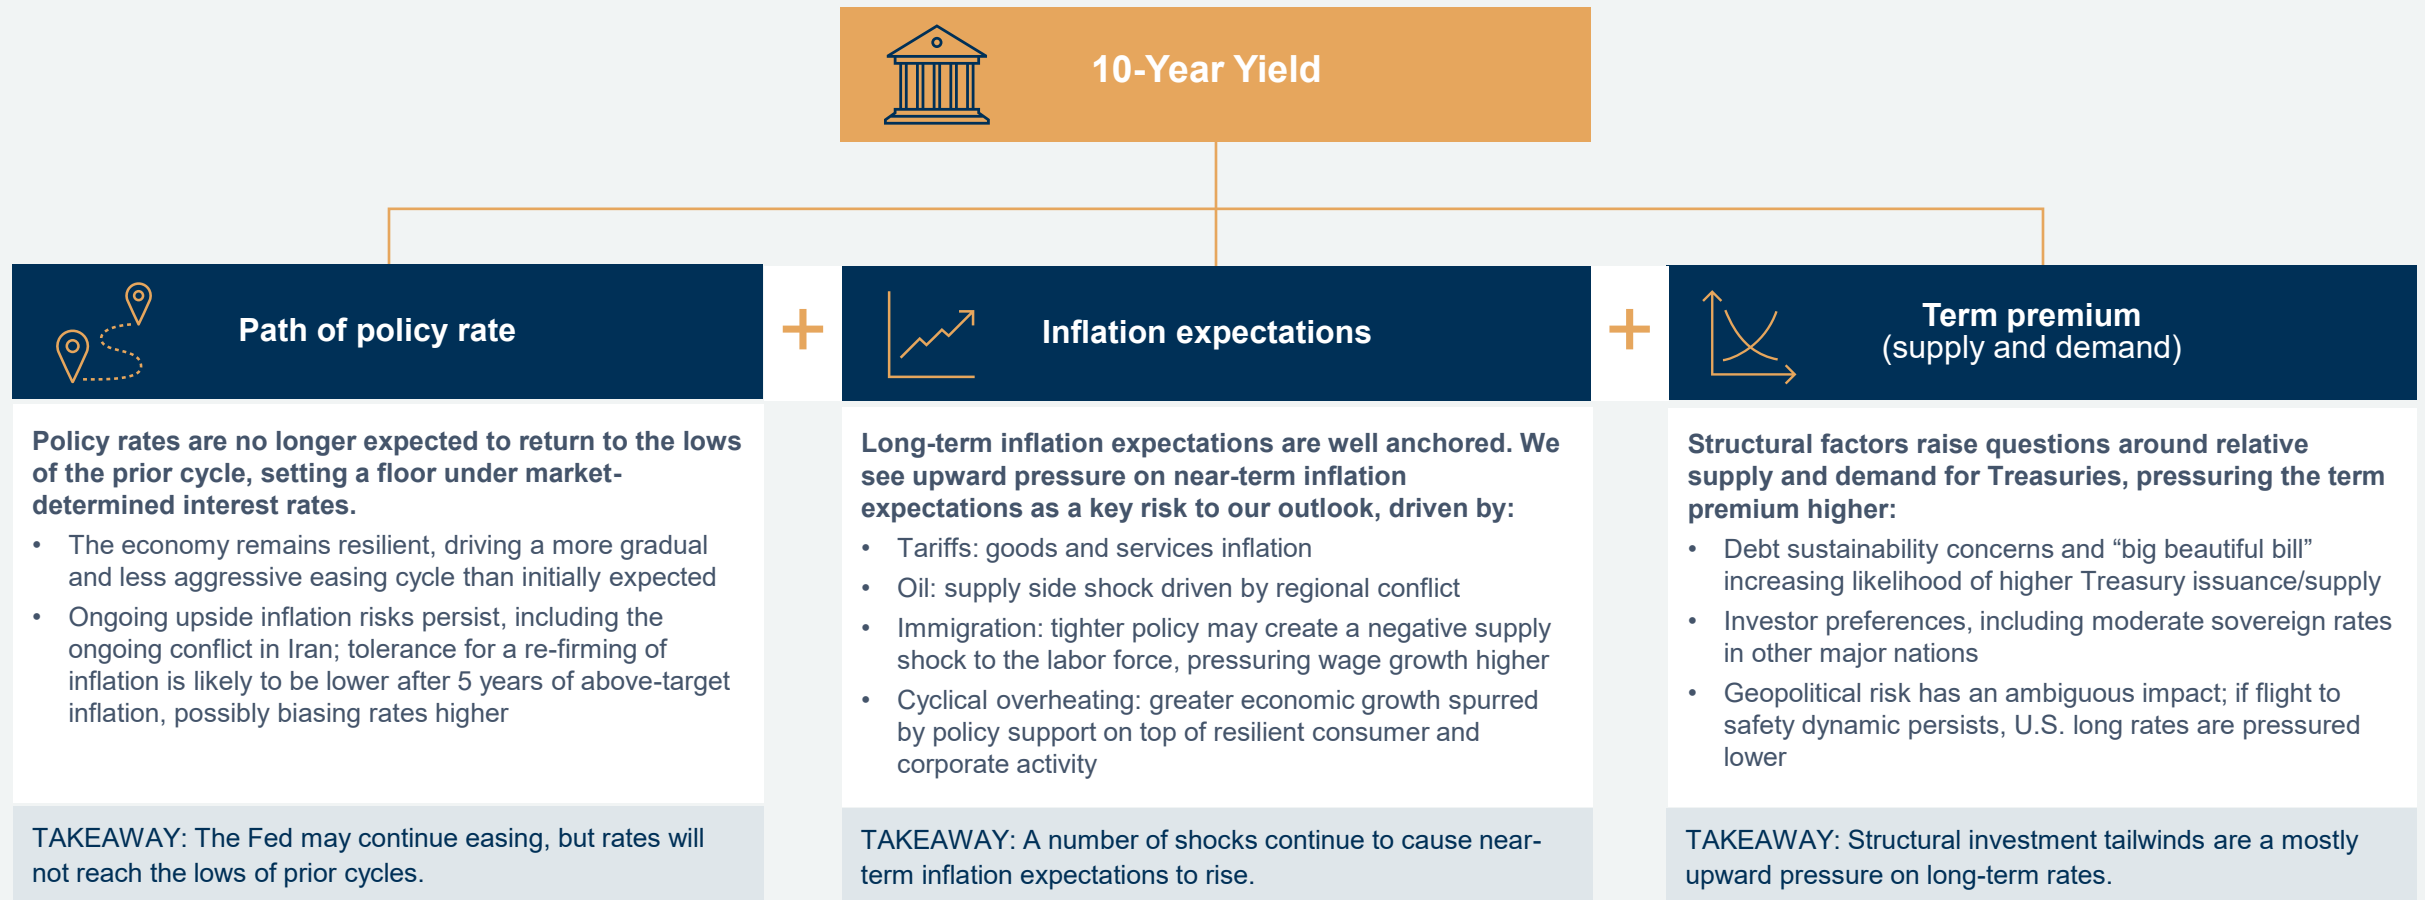 10-Year Yield
Path of policy rate
+
Inflation expectations
+
Term premium
(supply and demand)
Policy rates are no longer expected to return to the lows
of the prior cycle, setting a floor under market-
determined interest rates.
• The economy remains resilient, driving a more gradual
and less aggressive easing cycle than initially expected
• Ongoing upside inflation risks persist, including the
ongoing conflict in Iran; tolerance for a re-firming of
inflation is likely to be lower after 5 years of above-target
inflation, possibly biasing rates higher
TAKEAWAY: The Fed may continue easing, but rates will
not reach the lows of prior cycles.
Long-term inflation expectations are well anchored. We
see upward pressure on near-term inflation
expectations as a key risk to our outlook, driven by:
• Tariffs: goods and services inflation
• Oil: supply side shock driven by regional conflict
• Immigration: tighter policy may create a negative supply
shock to the labor force, pressuring wage growth higher
• Cyclical overheating: greater economic growth spurred
by policy support on top of resilient consumer and
corporate activity
TAKEAWAY: A number of shocks continue to cause near-
term inflation expectations to rise.
Structural factors raise questions around relative
supply and demand for Treasuries, pressuring the term
premium higher:
• Debt sustainability concerns and “big beautiful bill”
increasing likelihood of higher Treasury issuance/supply
• Investor preferences, including moderate sovereign rates
in other major nations
• Geopolitical risk has an ambiguous impact; if flight to
safety dynamic persists, U.S. long rates are pressured
lower
TAKEAWAY: Structural investment tailwinds are a mostly
upward pressure on long-term rates.